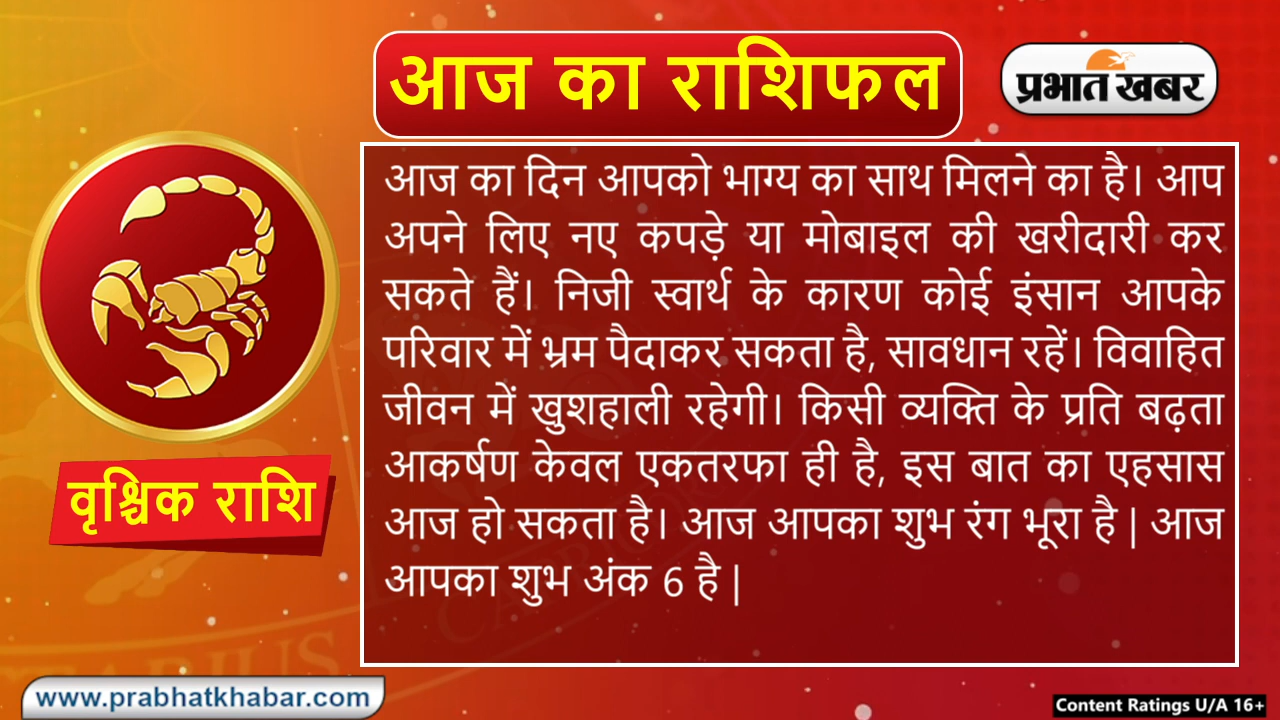 आज का राशिफल
प्रभात खबर
आज का दिन आपको भाग्य का साथ मिलने का है। आप
अपने लिए नए कपड़े या मोबाइल की खरीदारी कर
सकते हैं। निजी स्वार्थ के कारण कोई इंसान आपके
परिवार में भ्रम पैदाकर सकता है, सावधान रहें। विवाहित
जीवन में खुशहाली रहेगी। किसी व्यक्ति के प्रति बढ़ता
आकर्षण केवल एकतरफा ही है, इस बात का एहसास
आज हो सकता है। आज आपका शुभ रंग भूरा है | आज
आपका शुभ अंक 6 है |
वृश्चिक राशि
www.prabhatkhabar.com
Content Ratings U/A 16+